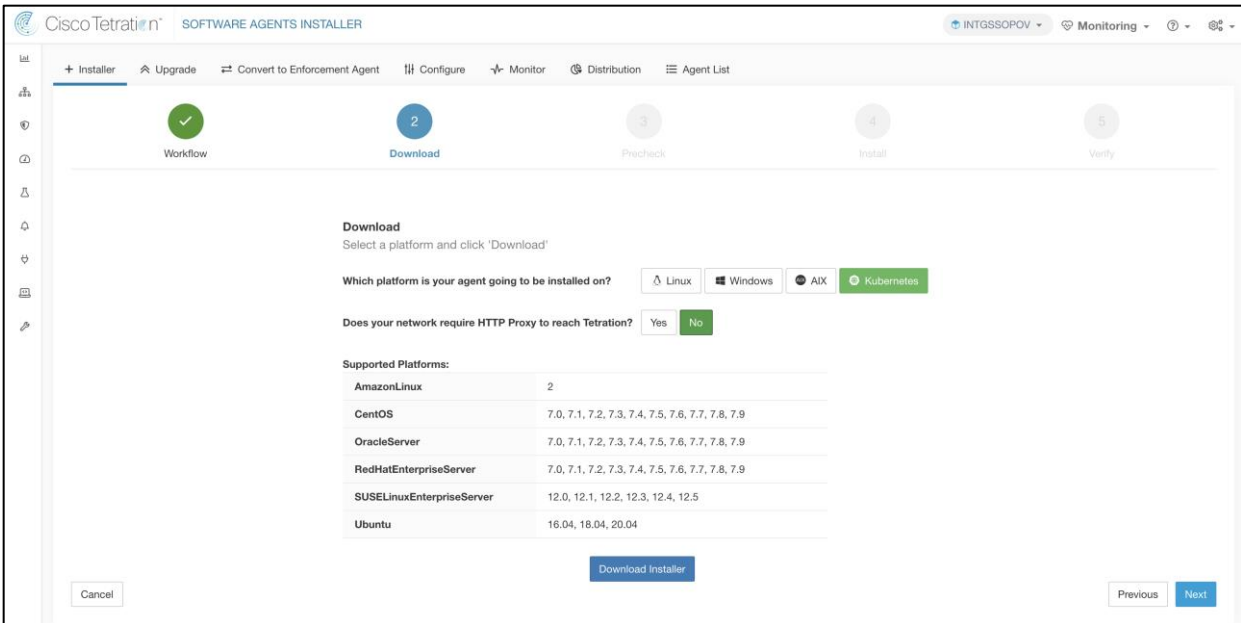 Cisco Tetration SOFTWARE AGENTS INSTALLER INTGSSOPOV Monitoring
+ Installer Upgrade Convert to Enforcement Agent Configure Monitor Distribution Agent List
2 3 4 5
Workflow Download Precheck Install Verify
Download
Select a platform and click 'Download'
Which platform is your agent going to be installed on? Linux Windows AIX Kubernetes
Does your network require HTTP Proxy to reach Tetration? Yes No
Supported Platforms:
AmazonLinux 2
CentOS 7.0, 7.1, 7.2, 7.3, 7.4, 7.5, 7.6, 7.7, 7.8, 7.9
OracleServer 7.0, 7.1, 7.2, 7.3, 7.4, 7.5, 7.6, 7.7, 7.8, 7.9
RedHatEnterpriseServer 7.0, 7.1, 7.2, 7.3, 7.4, 7.5, 7.6, 7.7, 7.8, 7.9
SUSELinuxEnterpriseServer 12.0, 12.1, 12.2, 12.3, 12.4, 12.5
Ubuntu 16.04, 18.04, 20.04
Download Installer
Cancel Previous Next